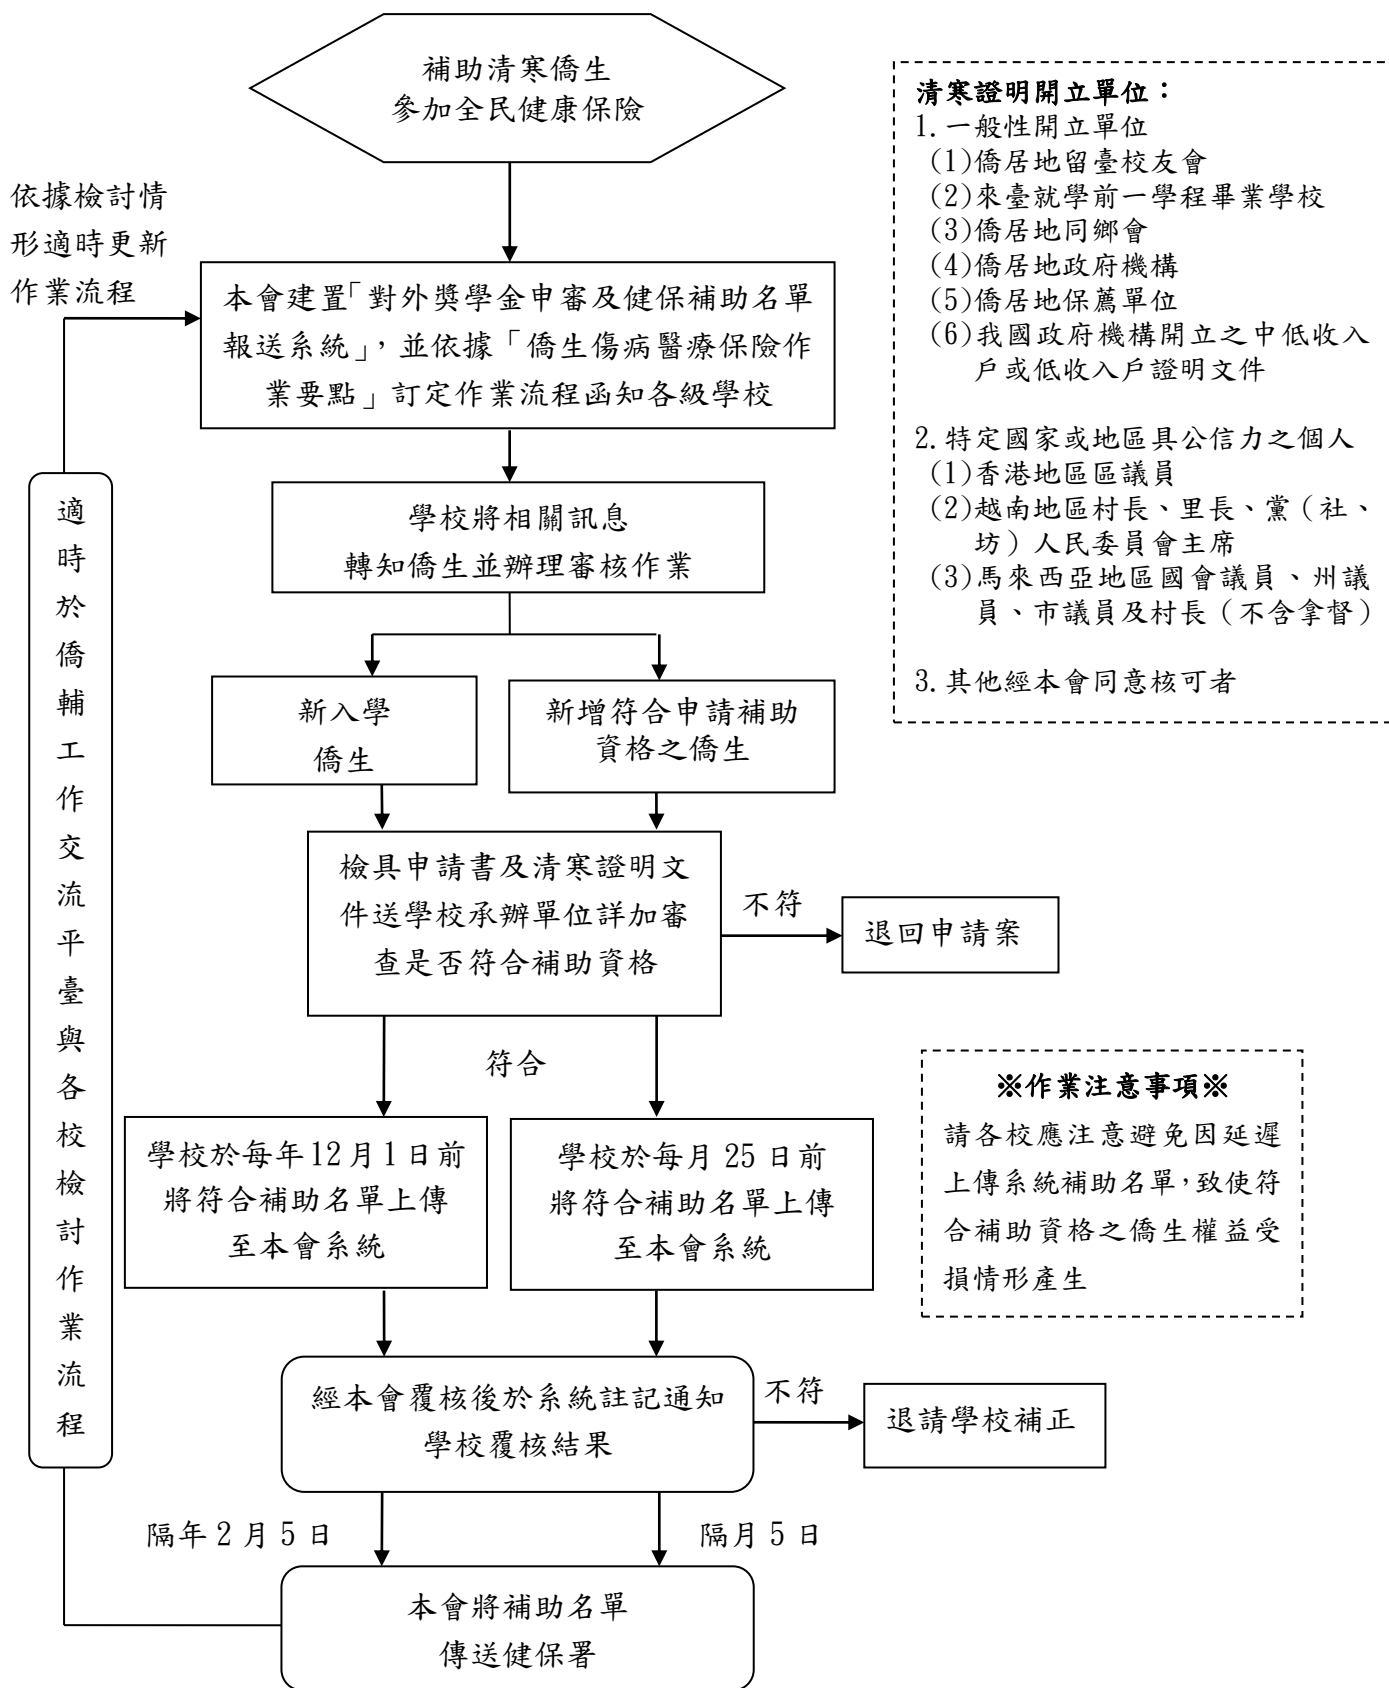 補助清寒僑生
參加全民健康保險
依據檢討情
形適時更新
作業流程
本會建置「對外獎學金申審及健保補助名單
報送系統」，並依據「僑生傷病醫療保險作
業要點」訂定作業流程函知各級學校
學校將相關訊息
轉知僑生並辦理審核作業
新入學
僑生
新增符合申請補助
資格之僑生
檢具申請書及清寒證明文
件送學校承辦單位詳加審
查是否符合補助資格
不符
退回申請案
符合
學校於每年12月1日前
將符合補助名單上傳
至本會系統
學校於每月 25 日前
將符合補助名單上傳
至本會系統
經本會覆核後於系統註記通知
學校覆核結果
不符
退請學校補正
隔年 2 月 5 日
隔月 5 日
本會將補助名單
傳送健保署
適時於僑輔工作交流平臺與各校檢討作業流程
清寒證明開立單位：
1.一般性開立單位
(1)僑居地留臺校友會
(2)來臺就學前一學程畢業學校
(3)僑居地同鄉會
(4)僑居地政府機構
(5)僑居地保薦單位
(6)我國政府機構開立之中低收入
戶或低收入戶證明文件
2.特定國家或地區具公信力之個人
(1)香港地區區議員
(2)越南地區村長、里長、黨（社、
坊）人民委員會主席
(3)馬來西亞地區國會議員、州議
員、市議員及村長（不含拿督）
3.其他經本會同意核可者
※作業注意事項※
請各校應注意避免因延遲
上傳系統補助名單，致使符
合補助資格之僑生權益受
損情形產生